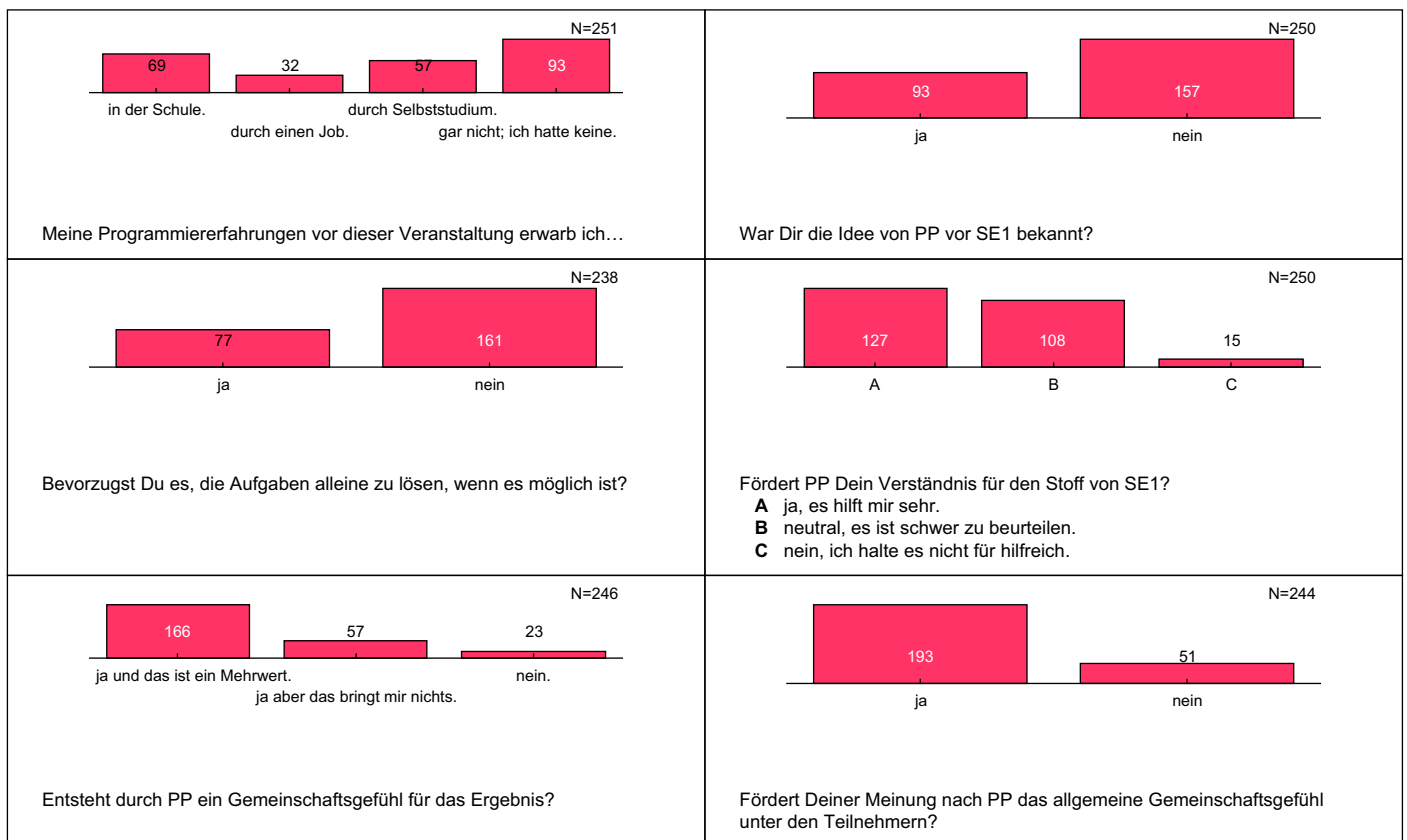 N=251
69
32
57
93
in der Schule.
durch Selbststudium.
durch einen Job.
gar nicht; ich hatte keine.
Meine Programmiererfahrungen vor dieser Veranstaltung erwarb ich…
N=250
93
157
ja
nein
War Dir die Idee von PP vor SE1 bekannt?
N=238
77
161
ja
nein
Bevorzugst Du es, die Aufgaben alleine zu lösen, wenn es möglich ist?
N=250
127
108
15
A
B
C
Fördert PP Dein Verständnis für den Stoff von SE1?
A ja, es hilft mir sehr.
B neutral, es ist schwer zu beurteilen.
C nein, ich halte es nicht für hilfreich.
N=246
166
57
23
ja und das ist ein Mehrwert.
nein.
ja aber das bringt mir nichts.
Entsteht durch PP ein Gemeinschaftsgefühl für das Ergebnis?
N=244
193
51
ja
nein
Fördert Deiner Meinung nach PP das allgemeine Gemeinschaftsgefühl
unter den Teilnehmern?